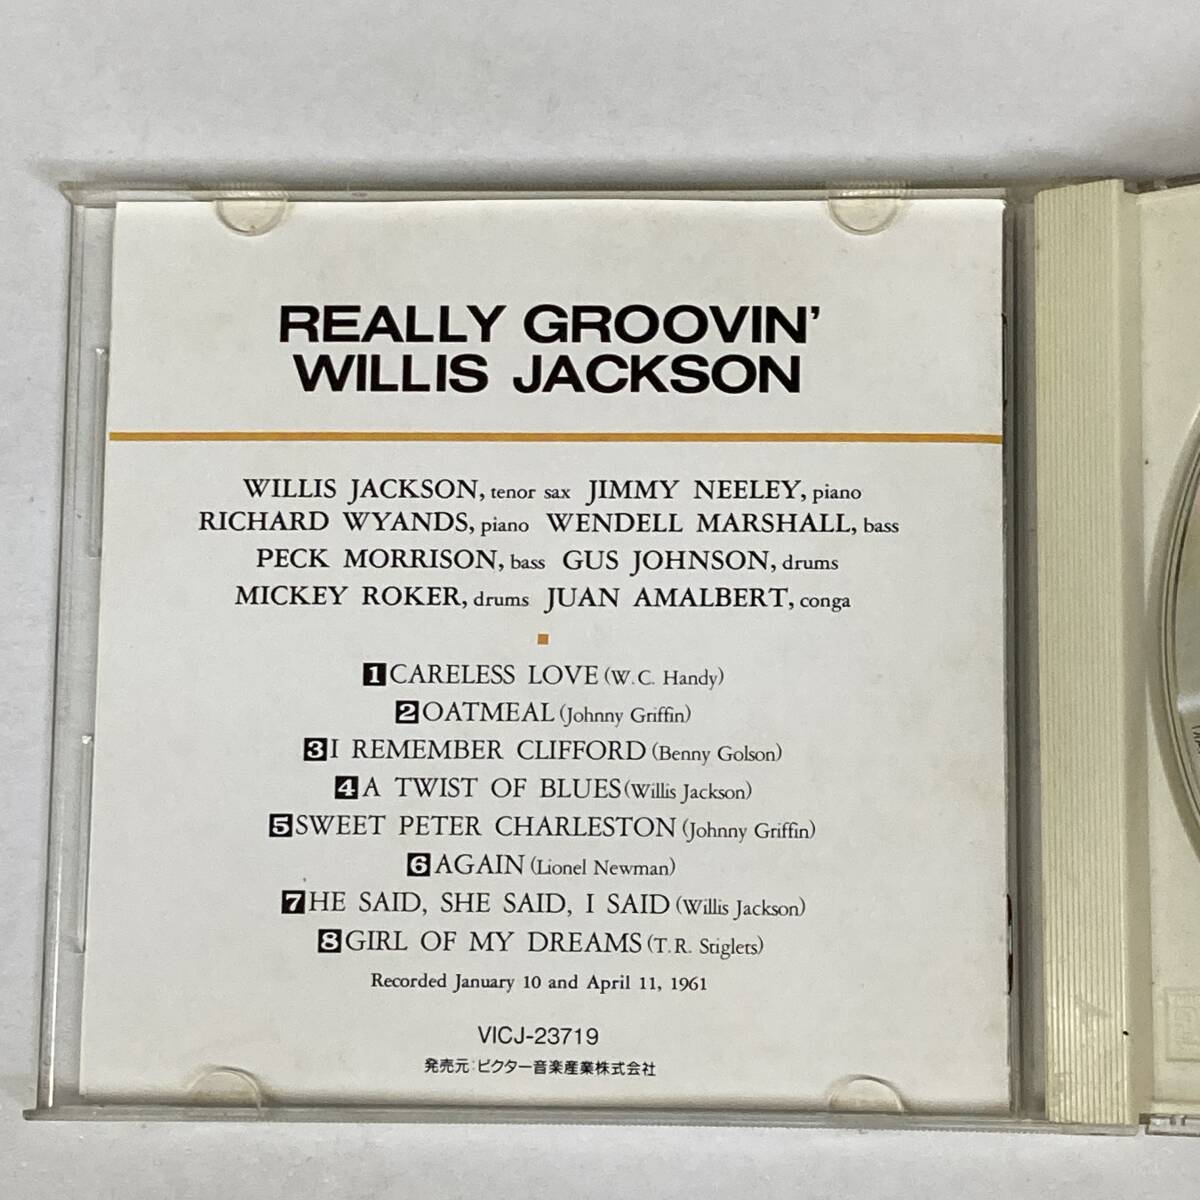 REALLY GROOVIN'
WILLIS JACKSON
WILLIS JACKSON, tenor sax JIMMY NEELEY, piano
RICHARD WYANDS, piano WENDELL MARSHALL, bass
PECK MORRISON, bass GUS JOHNSON, drums
MICKEY ROKER, drums JUAN AMALBERT, conga
1 CARELESS LOVE (W.C. Handy)
2 OATMEAL (Johnny Griffin)
3 I REMEMBER CLIFFORD (Benny Golson)
4 A TWIST OF BLUES (Willis Jackson)
5 SWEET PETER CHARLESTON (Johnny Griffin)
6 AGAIN (Lionel Newman)
7 HE SAID, SHE SAID, I SAID (Willis Jackson)
8 GIRL OF MY DREAMS (T.R. Stiglets)
Recorded January 10 and April 11, 1961
VICJ-23719
発売元:ビクター音楽産業株式会社